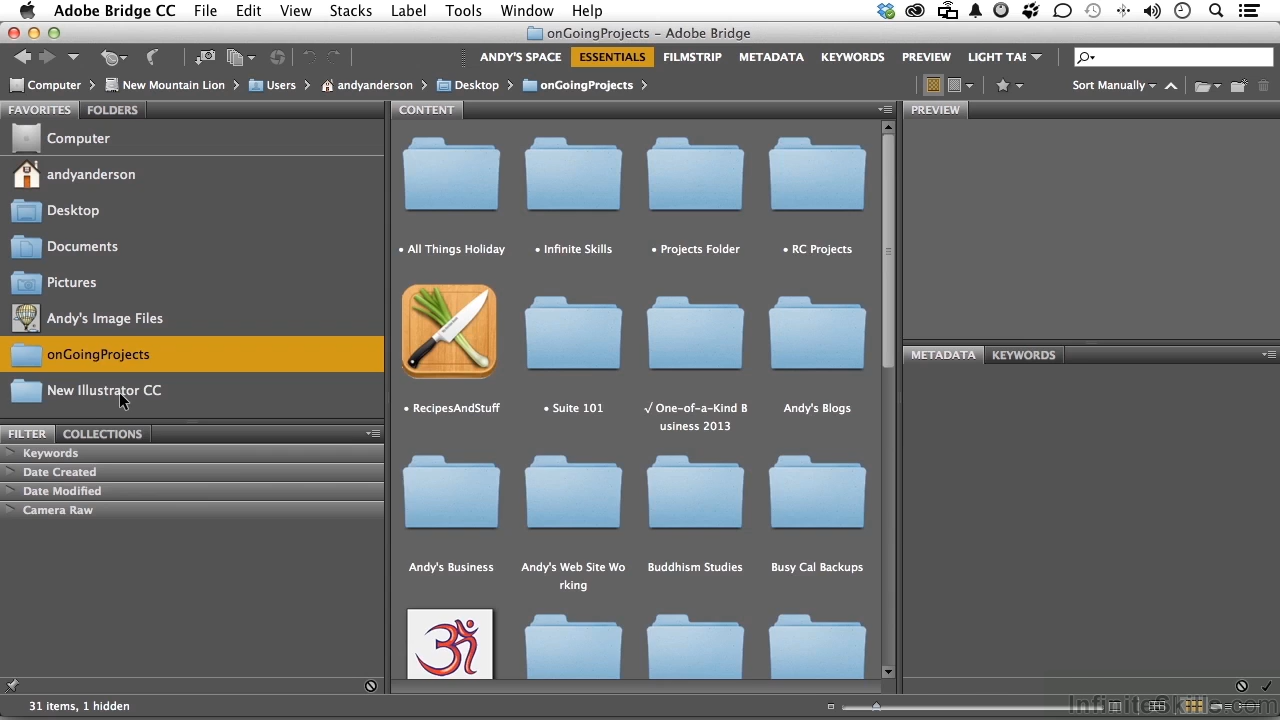 Adobe Bridge CC File Edit View Stacks Label Tools Window Help
onGoingProjects – Adobe Bridge
ANDY'S SPACE ESSENTIALS FILMSTRIP METADATA KEYWORDS PREVIEW LIGHT TAE
Computer New Mountain Lion Users andyanderson Desktop onGoingProjects Sort Manually
FAVORITES FOLDERS
Computer
andyanderson
Desktop
Documents
Pictures
Andy's Image Files
onGoingProjects
New Illustrator CC
FILTER COLLECTIONS
Keywords
Date Created
Date Modified
Camera Raw
CONTENT
• All Things Holiday • Infinite Skills • Projects Folder • RC Projects
• RecipesAndStuff • Suite 101 √ One-of-a-Kind B Andy's Blogs
usiness 2013
Andy's Business Andy's Web Site Wo Buddhism Studies Busy Cal Backups
rking
ॐ
PREVIEW
METADATA KEYWORDS
31 items, 1 hidden
InfiniteSkills.com